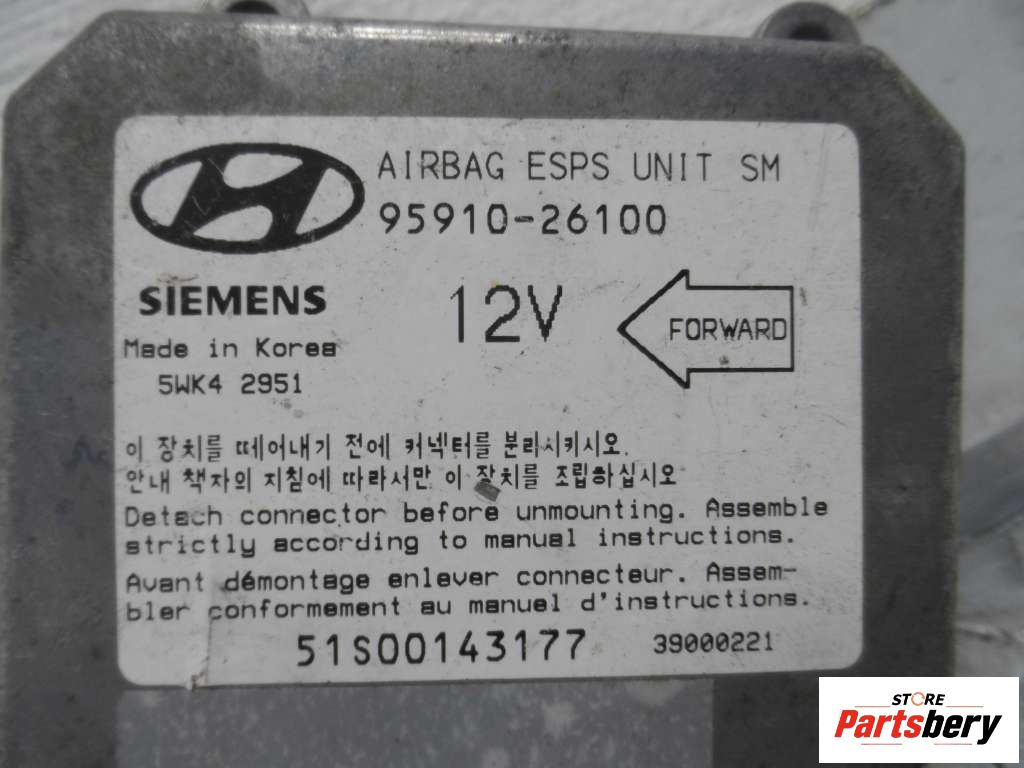 AIRBAG ESPS UNIT SM
95910-26100
SIEMENS
12V
FORWARD
Made in Korea
5WK4 2951
이 장치를 떼어내기 전에 커넥터를 분리시키시오.
안내 책자의 지침에 따라서만 이 장치를 조립하십시오
Detach connector before unmounting. Assemble
strictly according to manual instructions.
Avant démontage enlever connecteur. Assem-
bler conformement au manuel d'instructions.
51S00143177
39000221
STORE
Partsbery